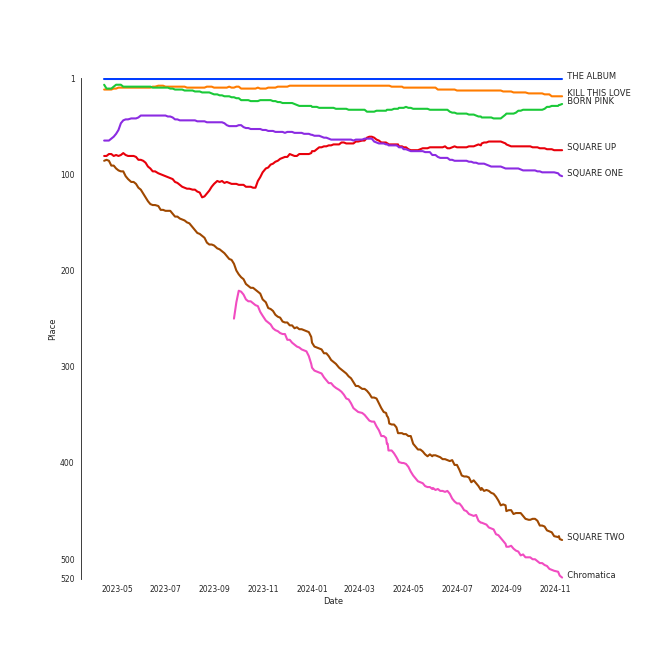 1
100
200
300
400
500
520
Place
2023-05 2023-07 2023-09 2023-11 2024-01 2024-03 2024-05 2024-07 2024-09 2024-11
Date
THE ALBUM
KILL THIS LOVE
BORN PINK
SQUARE UP
SQUARE ONE
SQUARE TWO
Chromatica